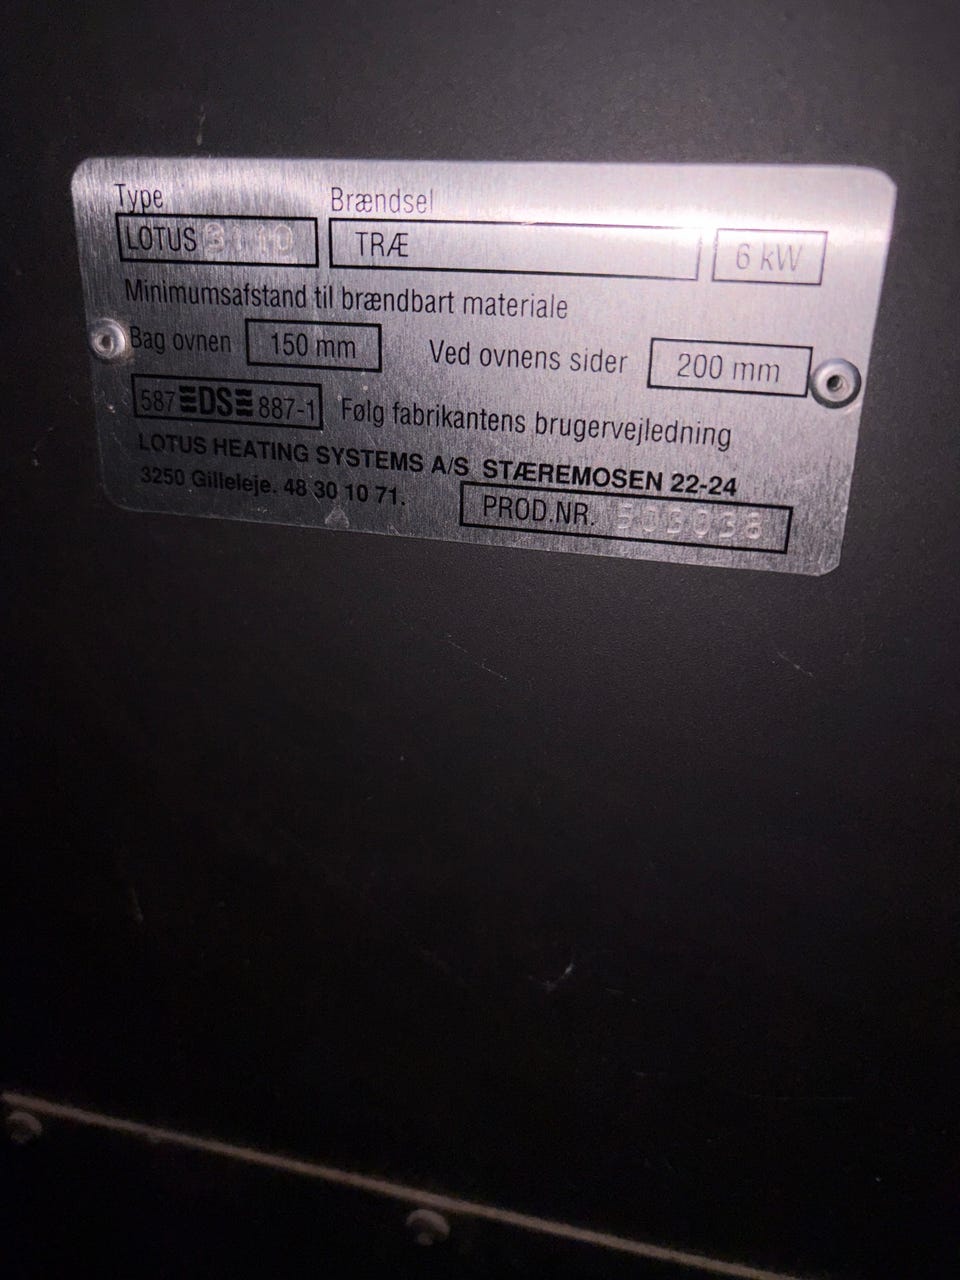 Type Brændsel
LOTUS 3110 TRÆ 6 kW
Minimumsafstand til brændbart materiale
Bag ovnen 150 mm Ved ovnens sider 200 mm
587 DS 887-1 Følg fabrikantens brugervejledning
LOTUS HEATING SYSTEMS A/S STÆREMOSEN 22-24
3250 Gilleleje. 48 30 10 71.
PROD.NR. 503038